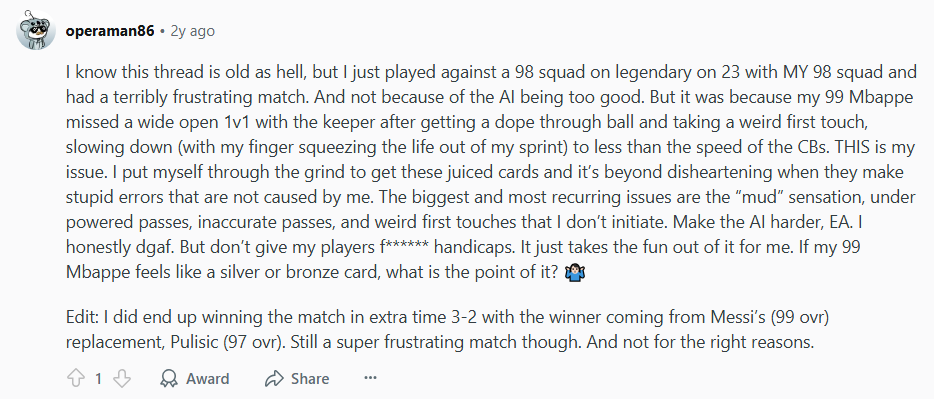 operaman86 • 2y ago
I know this thread is old as hell, but I just played against a 98 squad on legendary on 23 with MY 98 squad and
had a terribly frustrating match. And not because of the AI being too good. But it was because my 99 Mbappe
missed a wide open 1v1 with the keeper after getting a dope through ball and taking a weird first touch,
slowing down (with my finger squeezing the life out of my sprint) to less than the speed of the CBs. THIS is my
issue. I put myself through the grind to get these juiced cards and it’s beyond disheartening when they make
stupid errors that are not caused by me. The biggest and most recurring issues are the “mud” sensation, under
powered passes, inaccurate passes, and weird first touches that I don’t initiate. Make the AI harder, EA. I
honestly dgaf. But don’t give my players f****** handicaps. It just takes the fun out of it for me. If my 99
Mbappe feels like a silver or bronze card, what is the point of it? 🤷🏻‍♂️
Edit: I did end up winning the match in extra time 3-2 with the winner coming from Messi’s (99 ovr)
replacement, Pulisic (97 ovr). Still a super frustrating match though. And not for the right reasons.
1 Award Share ···